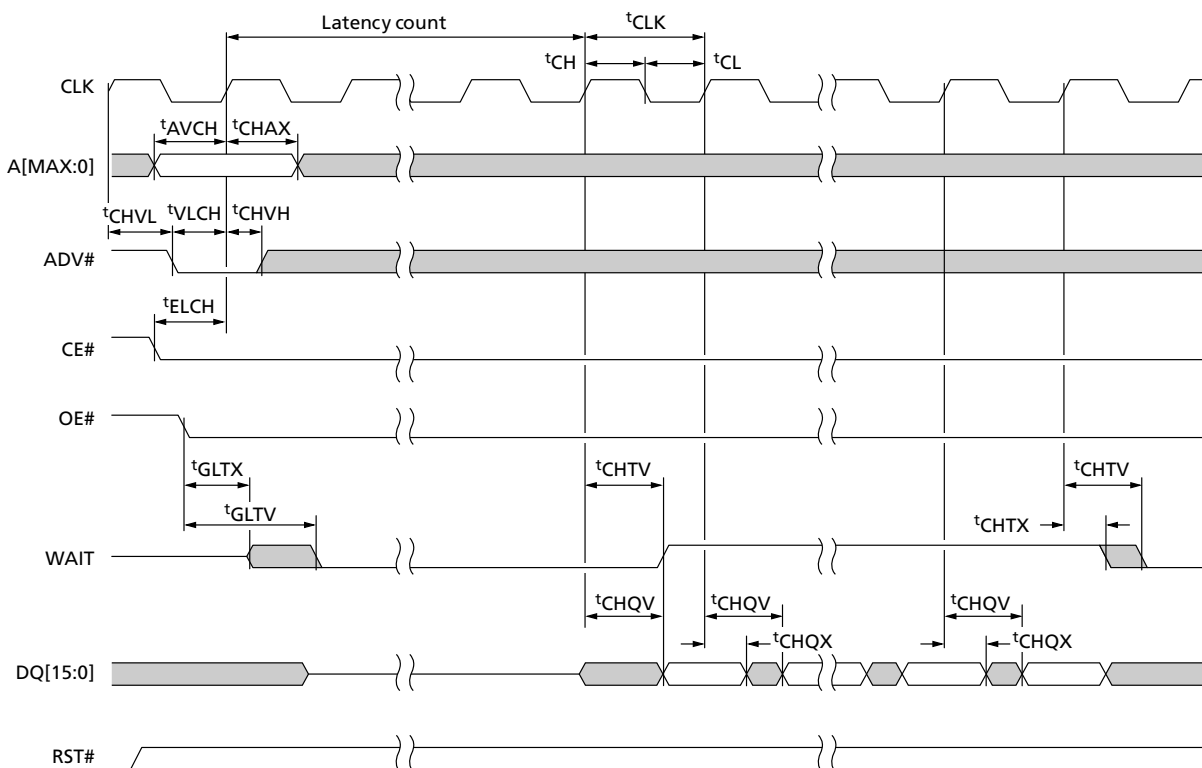 Latency count
tCLK
tCH
tCL
CLK
tAVCH
tCHAX
A[MAX:0]
tCHVL
tVLCH
tCHVH
ADV#
tELCH
CE#
OE#
tGLTX
tCHTV
tCHTV
tGLTV
tCHTX
WAIT
tCHQV
tCHQV
tCHQV
tCHQX
tCHQX
DQ[15:0]
RST#